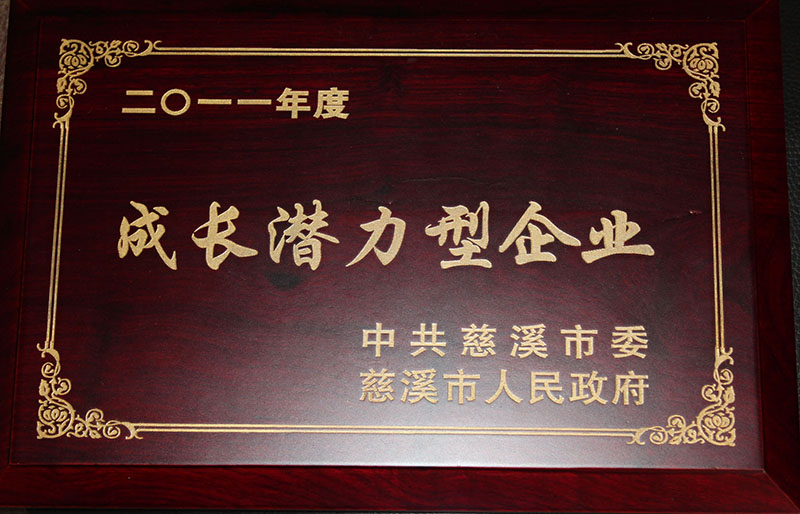 二〇一一年度
成长潜力型企业
中共慈溪市委
慈溪市人民政府